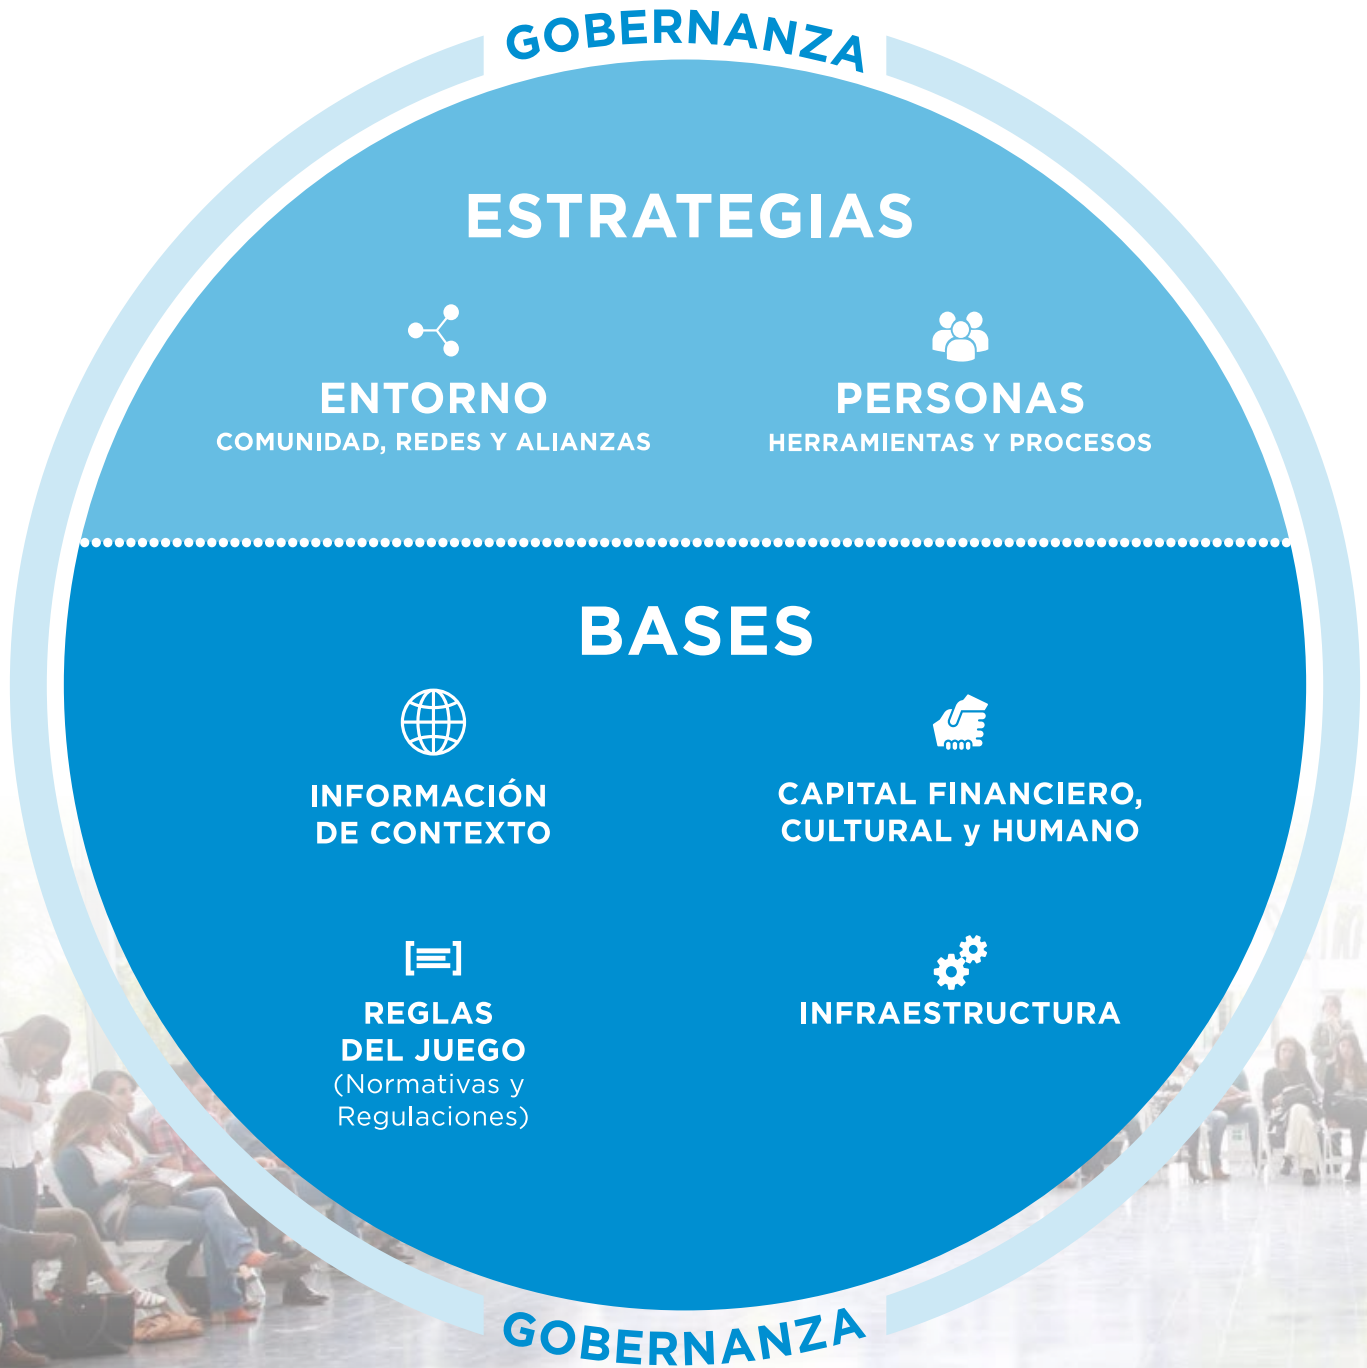 GOBERNANZA
ESTRATEGIAS
ENTORNO
COMUNIDAD, REDES Y ALIANZAS
PERSONAS
HERRAMIENTAS Y PROCESOS
BASES
INFORMACIÓN
DE CONTEXTO
CAPITAL FINANCIERO,
CULTURAL y HUMANO
REGLAS
DEL JUEGO
(Normativas y
Regulaciones)
INFRAESTRUCTURA
GOBERNANZA